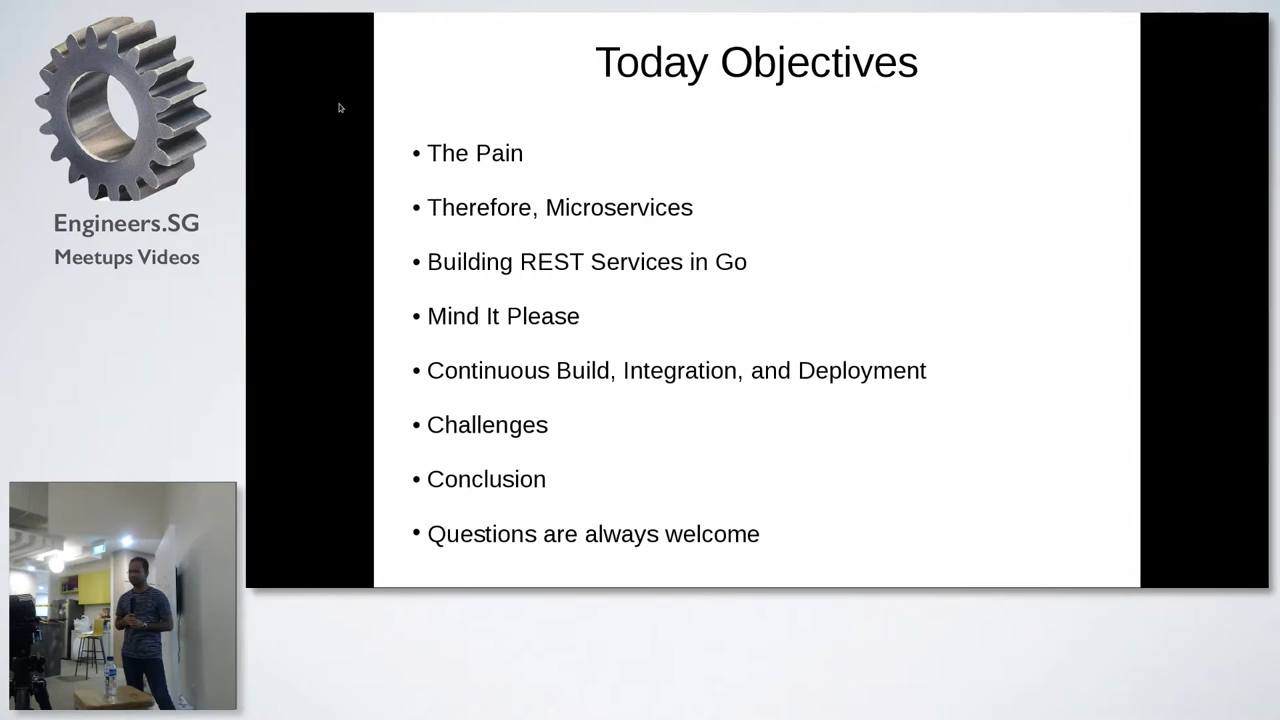 Engineers.SG
Meetups Videos
Today Objectives
• The Pain
• Therefore, Microservices
• Building REST Services in Go
• Mind It Please
• Continuous Build, Integration, and Deployment
• Challenges
• Conclusion
• Questions are always welcome